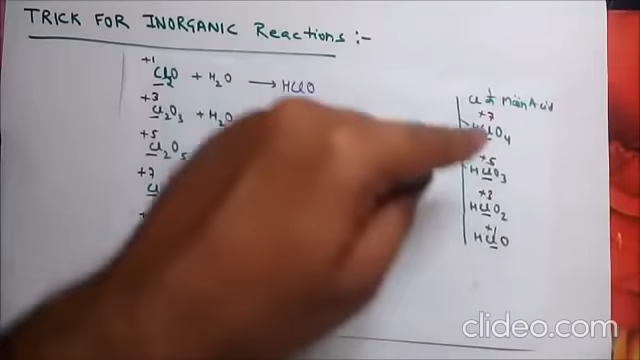 TRICK FOR INORGANIC Reactions :-
+1
Cl₂O + H₂O ⟶ HClO
+3
Cl₂O₃ + H₂O
+5
Cl₂O₅
+7
Cl
Cl के Main Acid
+7
HClO₄
+5
HClO₃
+3
HClO₂
+1
HClO
clideo.com